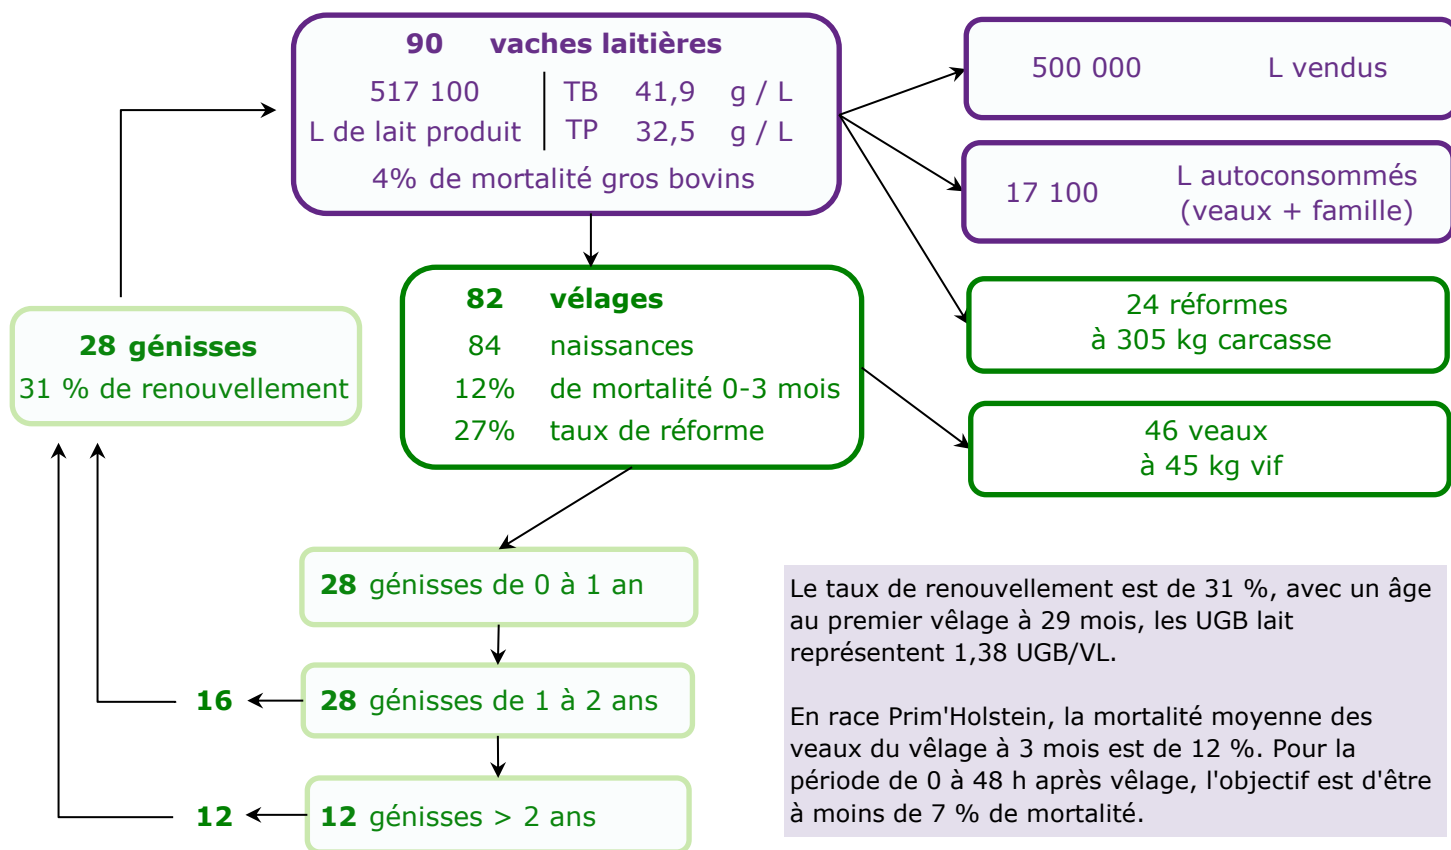 90 vaches laitières
517 100
L de lait produit
TB 41,9 g / L
TP 32,5 g / L
4% de mortalité gros bovins
500 000 L vendus
17 100
L autoconsommés
(veaux + famille)
24 réformes
à 305 kg carcasse
82 vélages
84 naissances
12% de mortalité 0-3 mois
27% taux de réforme
46 veaux
à 45 kg vif
28 génisses
31 % de renouvellement
28 génisses de 0 à 1 an
16
28 génisses de 1 à 2 ans
12
12 génisses > 2 ans
Le taux de renouvellement est de 31 %, avec un âge
au premier vêlage à 29 mois, les UGB lait
représentent 1,38 UGB/VL.
En race Prim'Holstein, la mortalité moyenne des
veaux du vêlage à 3 mois est de 12 %. Pour la
période de 0 à 48 h après vêlage, l'objectif est d'être
à moins de 7 % de mortalité.